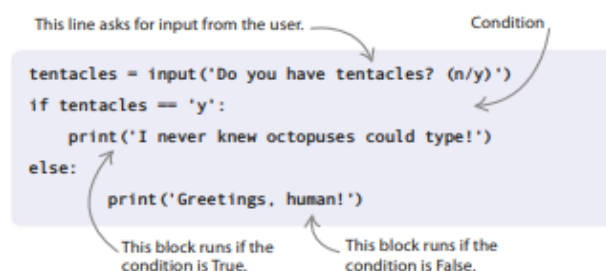 This line asks for input from the user.
Condition
tentacles = input('Do you have tentacles? (n/y)')
if tentacles == 'y':
print('I never knew octopuses could type!')
else:
print('Greetings, human!')
This block runs if the
condition is True.
This block runs if the
condition is False.